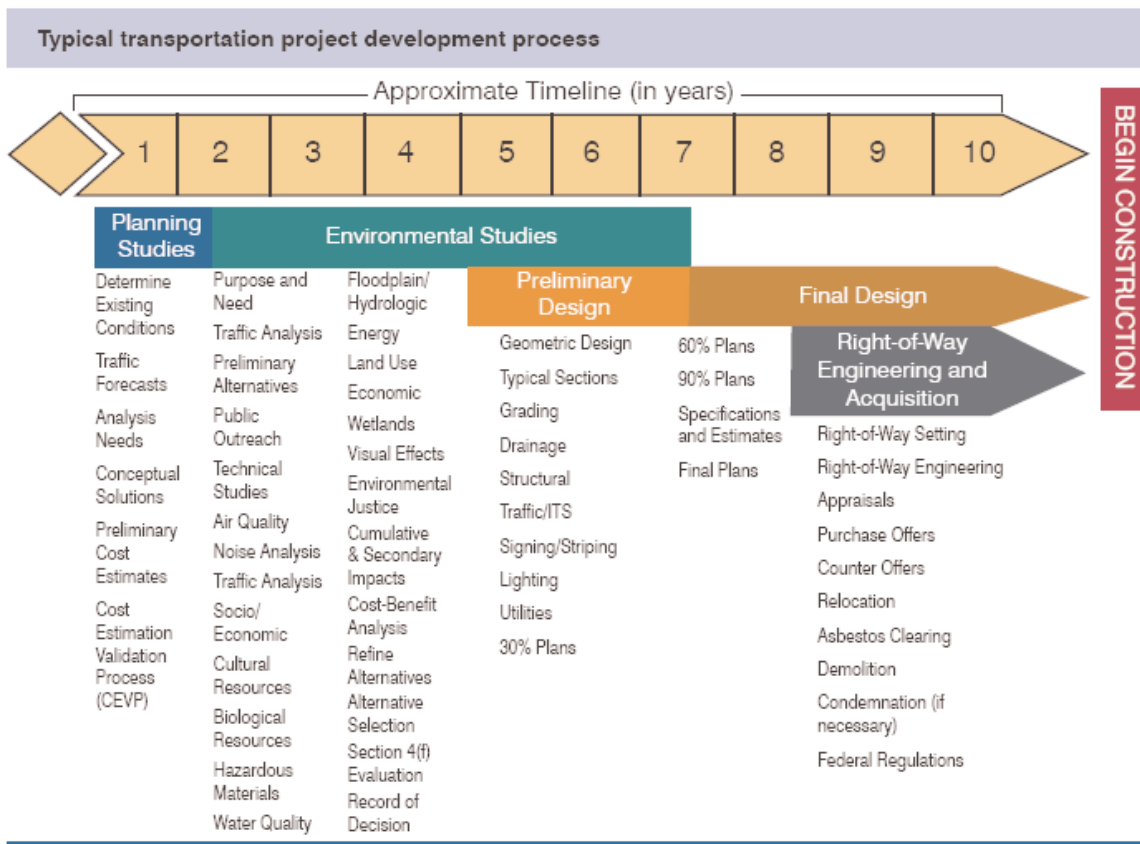 Typical transportation project development process
Approximate Timeline (in years)
1 2 3 4 5 6 7 8 9 10
BEGIN CONSTRUCTION
Planning
Studies
Determine
Existing
Conditions
Traffic
Forecasts
Analysis
Needs
Conceptual
Solutions
Preliminary
Cost
Estimates
Cost
Estimation
Validation
Process
(CEVP)
Environmental Studies
Purpose and
Need
Traffic Analysis
Preliminary
Alternatives
Public
Outreach
Technical
Studies
Air Quality
Noise Analysis
Traffic Analysis
Socio/
Economic
Cultural
Resources
Biological
Resources
Hazardous
Materials
Water Quality
Floodplain/
Hydrologic
Energy
Land Use
Economic
Wetlands
Visual Effects
Environmental
Justice
Cumulative
& Secondary
Impacts
Cost-Benefit
Analysis
Refine
Alternatives
Alternative
Selection
Section 4(f)
Evaluation
Record of
Decision
Preliminary
Design
Geometric Design
Typical Sections
Grading
Drainage
Structural
Traffic/ITS
Signing/Striping
Lighting
Utilities
30% Plans
Final Design
60% Plans
90% Plans
Specifications
and Estimates
Final Plans
Right-of-Way
Engineering and
Acquisition
Right-of-Way Setting
Right-of-Way Engineering
Appraisals
Purchase Offers
Counter Offers
Relocation
Asbestos Clearing
Demolition
Condemnation (if
necessary)
Federal Regulations